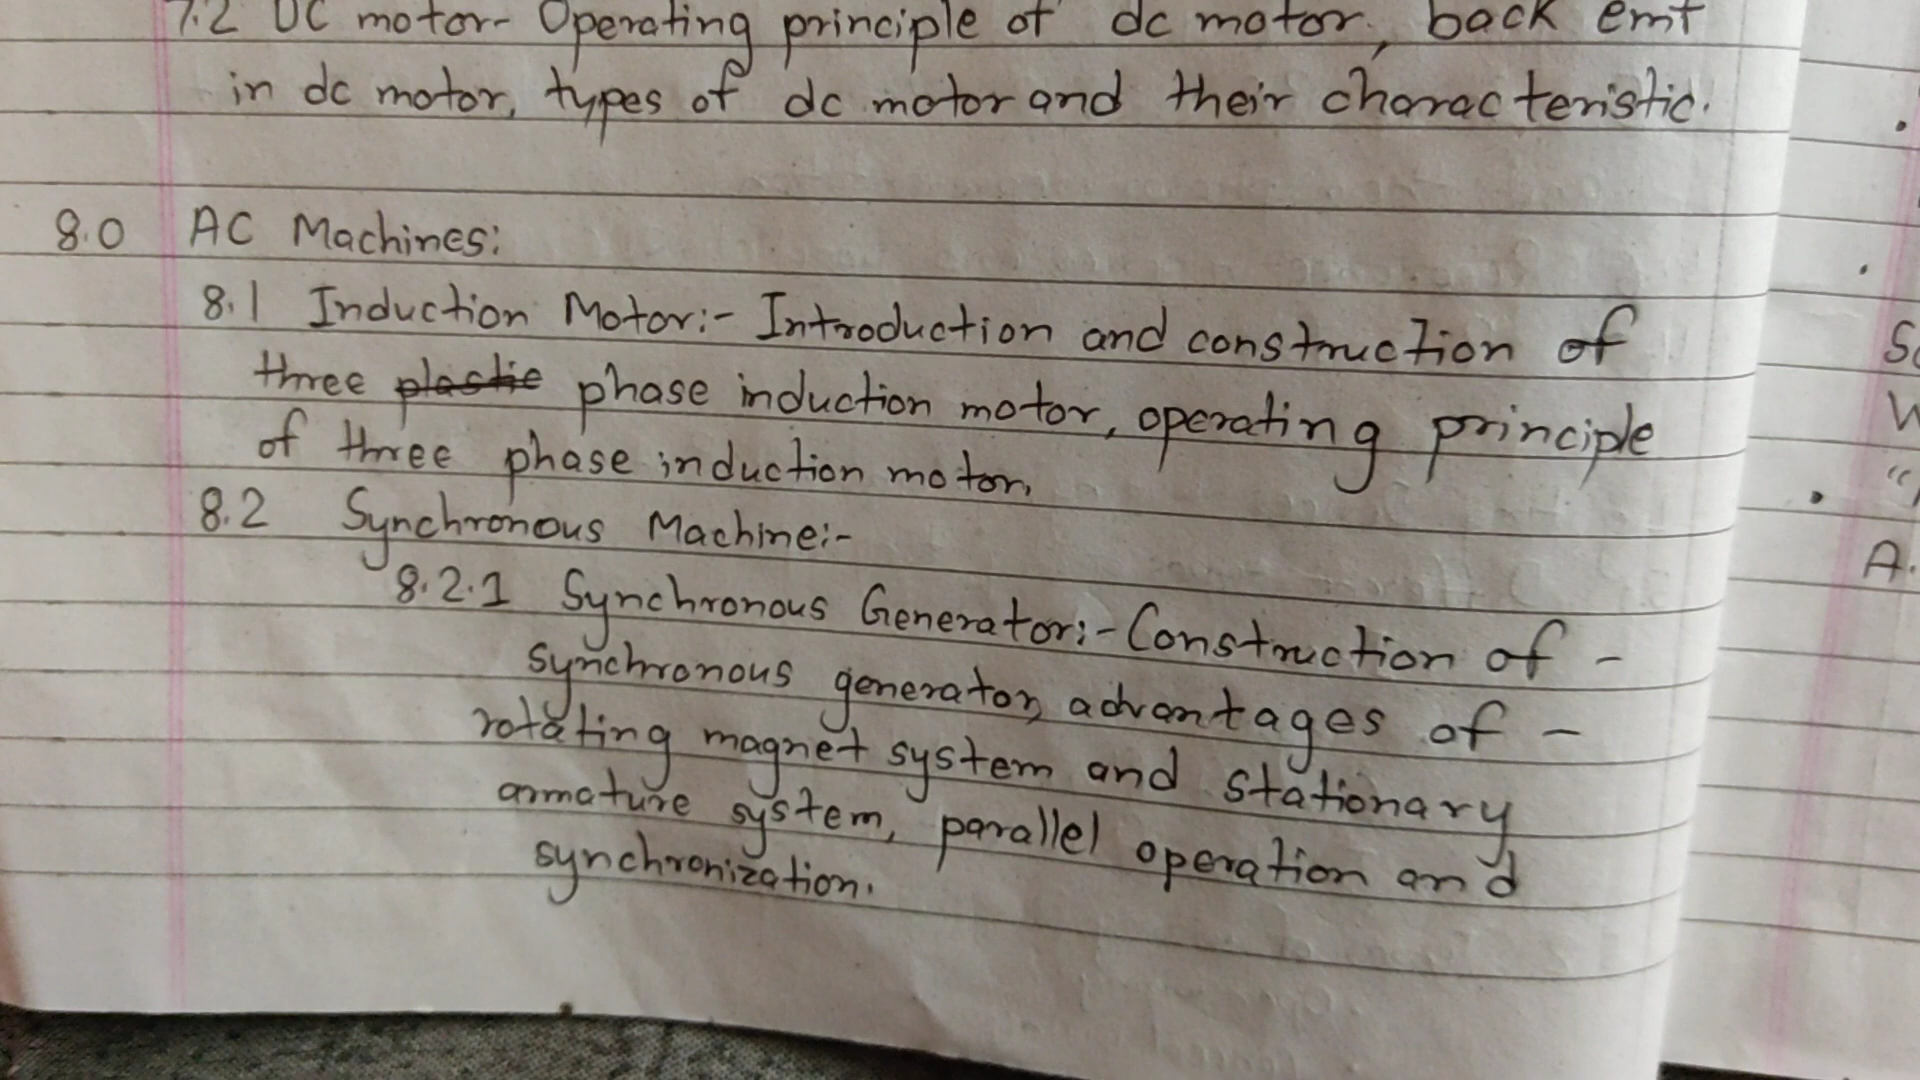 7.2 DC motor- Operating principle of dc motor, back emf
in dc motor, types of dc motor and their characteristic.
8.0 AC Machines:
8.1 Induction Motor:- Introduction and construction of
three plastic phase induction motor, operating principle
of three phase induction motor.
8.2 Synchronous Machine:-
8.2.1 Synchronous Generator:- Construction of -
synchronous generator, advantages of -
rotating magnet system and stationary
armature system, parallel operation and
synchronization.